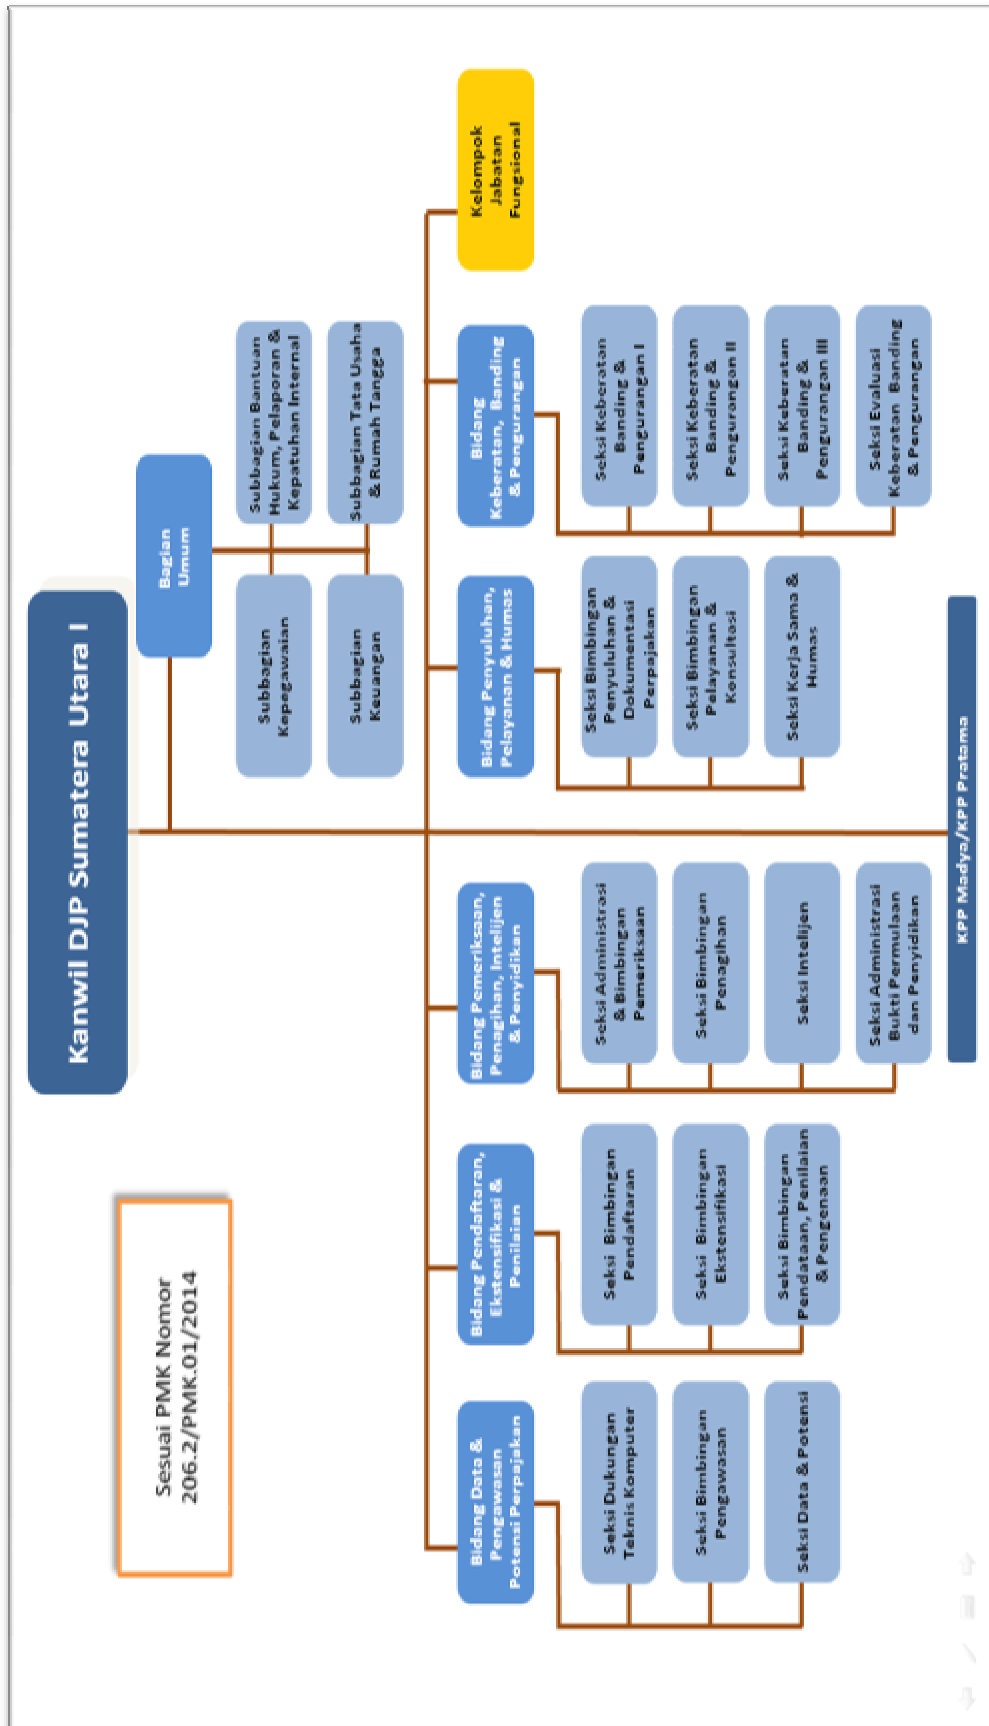 Kanwil DJP Sumatera Utara I
Sesuai PMK Nomor
206.2/PMK.01/2014
Bagian
Umum
Subbagian
Kepegawaian
Subbagian Bantuan
Hukum, Pelaporan &
Kepatuhan Internal
Subbagian
Keuangan
Subbagian Tata Usaha
& Rumah Tangga
Bidang Data &
Pengawasan
Potensi Perpajakan
Seksi Dukungan
Teknis Komputer
Seksi Bimbingan
Pengawasan
Seksi Data & Potensi
Bidang Pendaftaran,
Ekstensifikasi &
Penilaian
Seksi Bimbingan
Pendaftaran
Seksi Bimbingan
Ekstensifikasi
Seksi Bimbingan
Pendataan, Penilaian
& Pengenaan
Bidang Pemeriksaan,
Penagihan, Intelijen
& Penyidikan
Seksi Administrasi
& Bimbingan
Pemeriksaan
Seksi Bimbingan
Penagihan
Seksi Intelijen
Seksi Administrasi
Bukti Permulaan
dan Penyidikan
Bidang Penyuluhan,
Pelayanan & Humas
Seksi Bimbingan
Penyuluhan &
Dokumentasi
Perpajakan
Seksi Bimbingan
Pelayanan &
Konsultasi
Seksi Kerja Sama &
Humas
Bidang
Keberatan, Banding
& Pengurangan
Seksi Keberatan
Banding &
Pengurangan I
Seksi Keberatan
Banding &
Pengurangan II
Seksi Keberatan
Banding &
Pengurangan III
Seksi Evaluasi
Keberatan Banding
& Pengurangan
Kelompok
Jabatan
Fungsional
KPP Madya/KPP Pratama